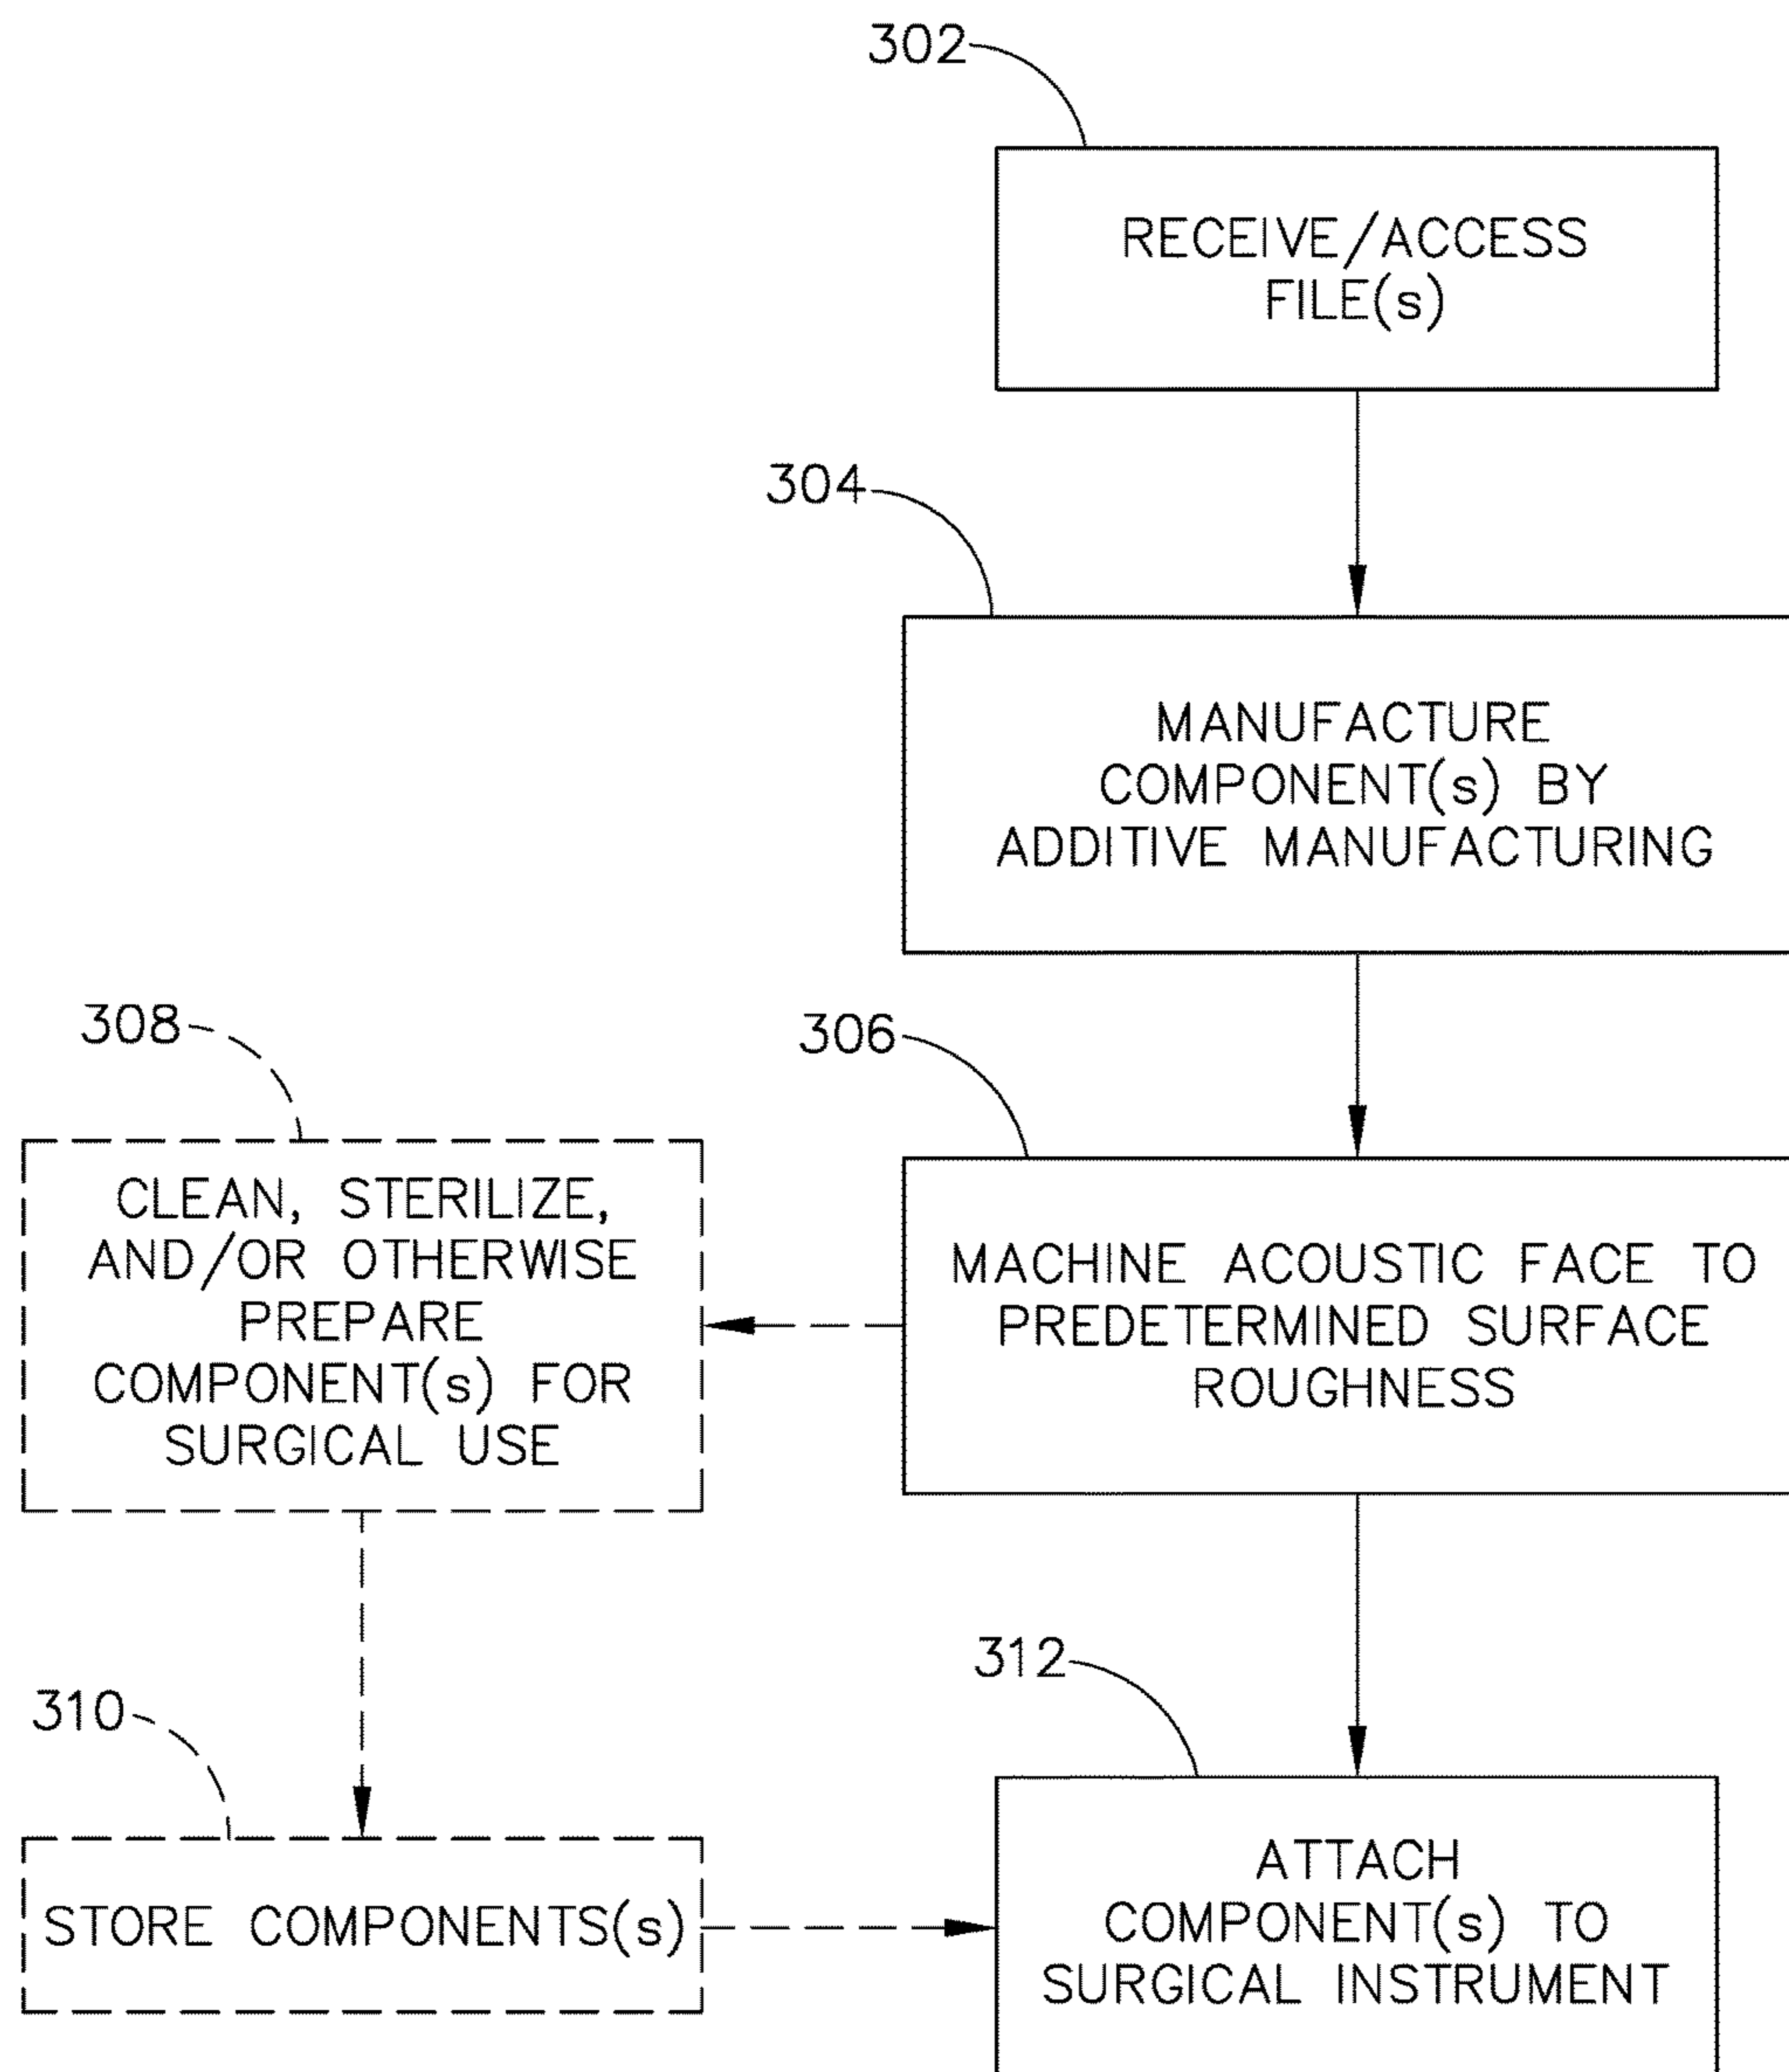 302
RECEIVE/ACCESS
FILE(s)
304
MANUFACTURE
COMPONENT(s) BY
ADDITIVE MANUFACTURING
308
306
CLEAN, STERILIZE,
AND/OR OTHERWISE
PREPARE
COMPONENT(s) FOR
SURGICAL USE
MACHINE ACOUSTIC FACE TO
PREDETERMINED SURFACE
ROUGHNESS
310
312
STORE COMPONENTS(s)
ATTACH
COMPONENT(s) TO
SURGICAL INSTRUMENT